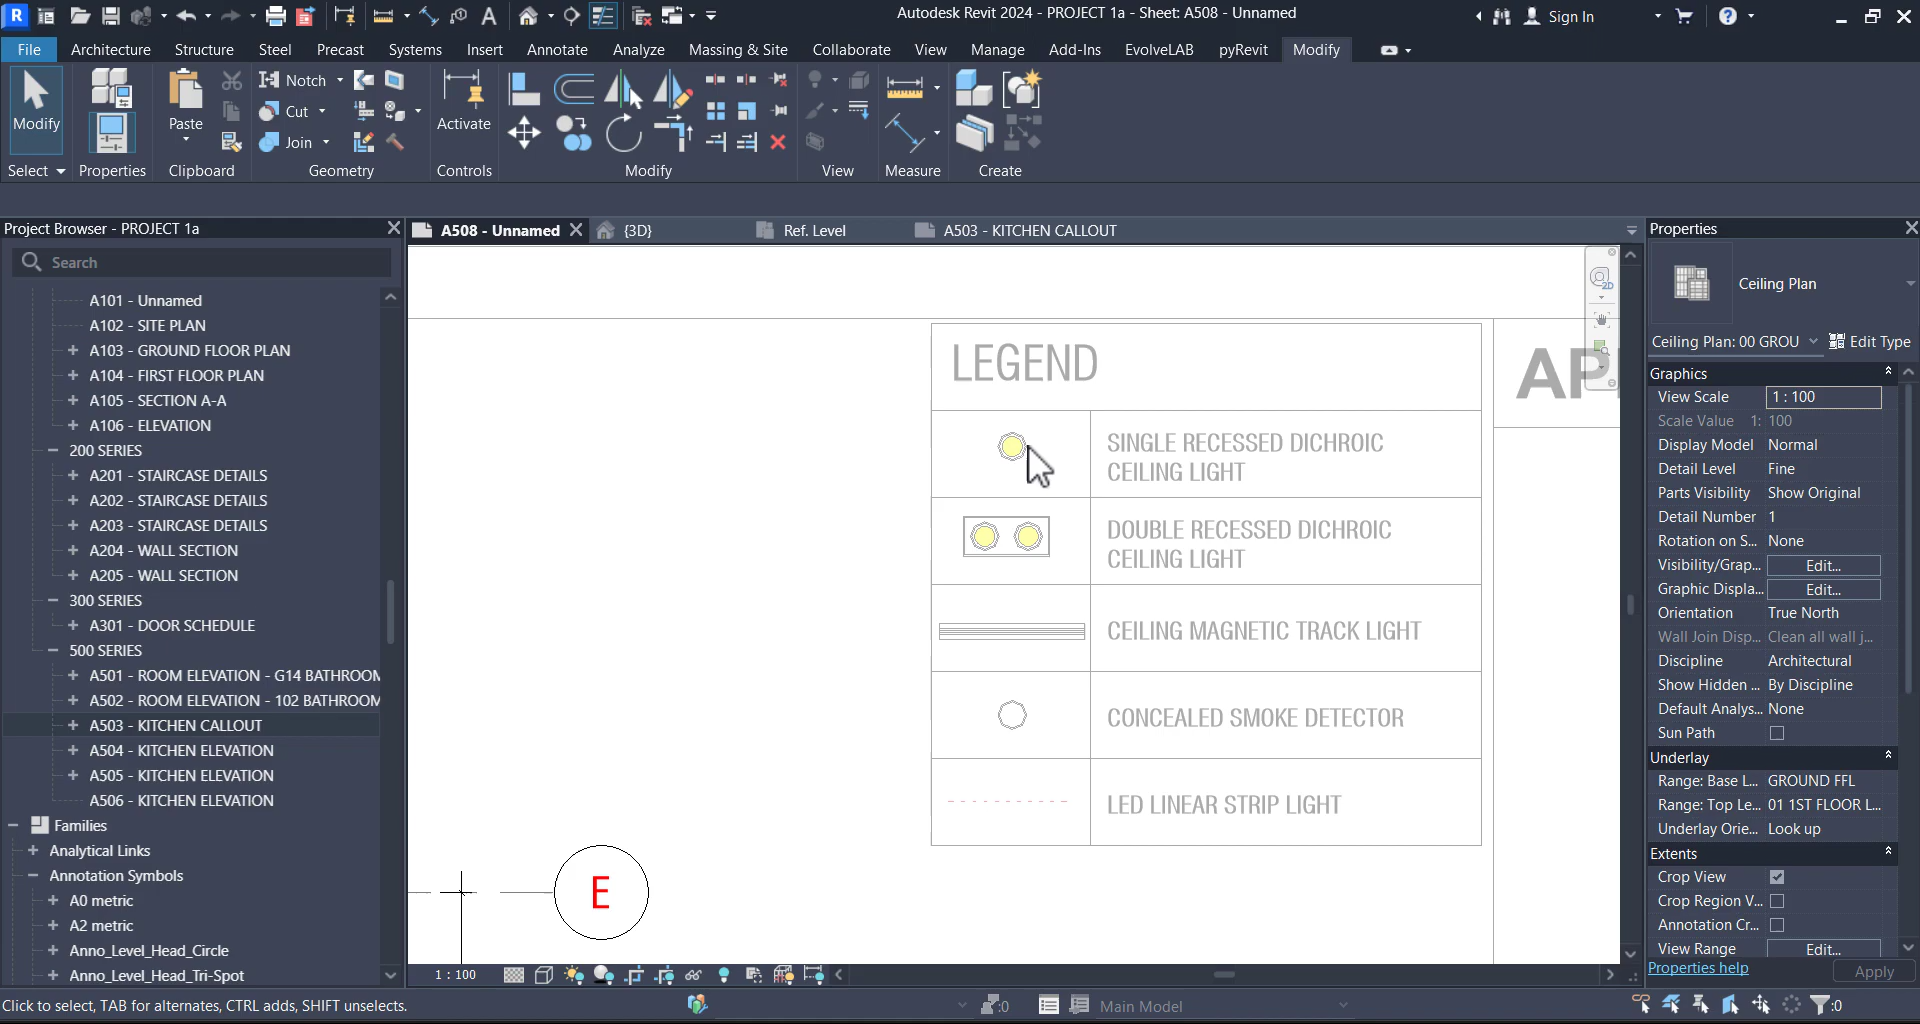 Autodesk Revit 2024 - PROJECT 1a - Sheet: A508 - Unnamed
Sign In
File Architecture Structure Steel Precast Systems Insert Annotate Analyze Massing & Site Collaborate View Manage Add-Ins EvolveLAB pyRevit Modify
Modify
Paste
Notch
Cut
Join
Activate
Select Properties Clipboard Geometry Controls Modify View Measure Create
Project Browser - PROJECT 1a
Search
A101 - Unnamed
A102 - SITE PLAN
A103 - GROUND FLOOR PLAN
A104 - FIRST FLOOR PLAN
A105 - SECTION A-A
A106 - ELEVATION
200 SERIES
A201 - STAIRCASE DETAILS
A202 - STAIRCASE DETAILS
A203 - STAIRCASE DETAILS
A204 - WALL SECTION
A205 - WALL SECTION
300 SERIES
A301 - DOOR SCHEDULE
500 SERIES
A501 - ROOM ELEVATION - G14 BATHROOM
A502 - ROOM ELEVATION - 102 BATHROOM
A503 - KITCHEN CALLOUT
A504 - KITCHEN ELEVATION
A505 - KITCHEN ELEVATION
A506 - KITCHEN ELEVATION
Families
Analytical Links
Annotation Symbols
A0 metric
A2 metric
Anno_Level_Head_Circle
Anno_Level_Head_Tri-Spot
A508 - Unnamed
{3D}
Ref. Level
A503 - KITCHEN CALLOUT
2D
LEGEND
SINGLE RECESSED DICHROIC
CEILING LIGHT
DOUBLE RECESSED DICHROIC
CEILING LIGHT
CEILING MAGNETIC TRACK LIGHT
CONCEALED SMOKE DETECTOR
LED LINEAR STRIP LIGHT
AP
E
1 : 100
Properties
Ceiling Plan
Ceiling Plan: 00 GROU
Edit Type
Graphics
View Scale 1 : 100
Scale Value 1: 100
Display Model Normal
Detail Level Fine
Parts Visibility Show Original
Detail Number 1
Rotation on S... None
Visibility/Grap... Edit...
Graphic Displa... Edit...
Orientation True North
Wall Join Disp... Clean all wall j...
Discipline Architectural
Show Hidden ... By Discipline
Default Analys... None
Sun Path
Underlay
Range: Base L... GROUND FFL
Range: Top Le... 01 1ST FLOOR L...
Underlay Orie... Look up
Extents
Crop View
Crop Region V...
Annotation Cr...
View Range Edit...
Properties help
Apply
Click to select, TAB for alternates, CTRL adds, SHIFT unselects.
:0
Main Model
:0